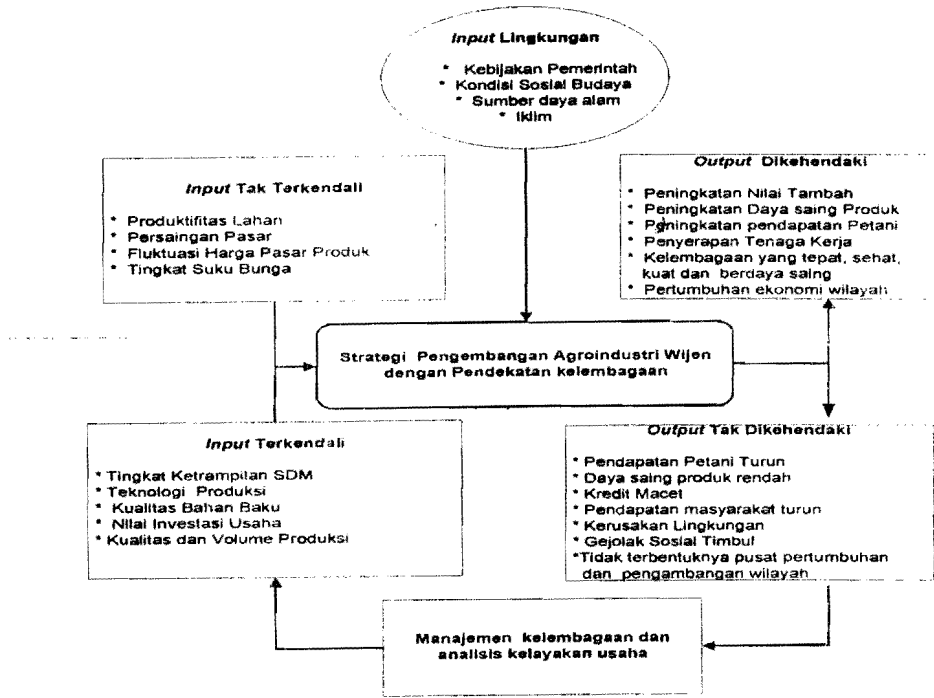 Input Lingkungan
* Kebijakan Pemerintah
* Kondisi Sosial Budaya
* Sumber daya alam
* Iklim
Input Tak Terkendali
* Produktifitas Lahan
* Persaingan Pasar
* Fluktuasi Harga Pasar Produk
* Tingkat Suku Bunga
Output Dikehendaki
* Peningkatan Nilai Tambah
* Peningkatan Daya saing Produk
* Peningkatan pendapatan Petani
* Penyerapan Tenaga Kerja
* Kelembagaan yang tepat, sehat,
kuat dan berdaya saing
* Pertumbuhan ekonomi wilayah
Strategi Pengembangan Agroindustri Wijen
dengan Pendekatan kelembagaan
Input Terkendali
* Tingkat Ketrampilan SDM
* Teknologi Produksi
* Kualitas Bahan Baku
* Nilai Investasi Usaha
* Kualitas dan Volume Produksi
Output Tak Dikehendaki
* Pendapatan Petani Turun
* Daya saing produk rendah
* Kredit Macet
* Pendapatan masyarakat turun
* Kerusakan Lingkungan
* Gejolak Sosial Timbul
*Tidak terbentuknya pusat pertumbuhan
dan pengambangan wilayah
Manajemen kelembagaan dan
analisis kelayakan usaha